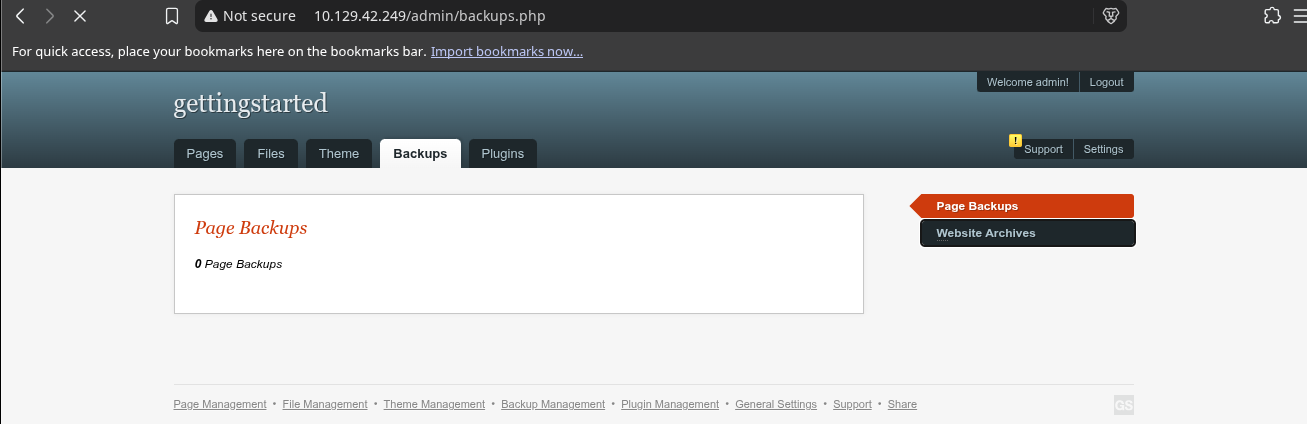 Not secure 10.129.42.249/admin/backups.php
For quick access, place your bookmarks here on the bookmarks bar. Import bookmarks now...
Welcome admin! Logout
gettingstarted
Pages Files Theme Backups Plugins
! Support Settings
Page Backups
0 Page Backups
Page Backups
Website Archives
Page Management • File Management • Theme Management • Backup Management • Plugin Management • General Settings • Support • Share
GS